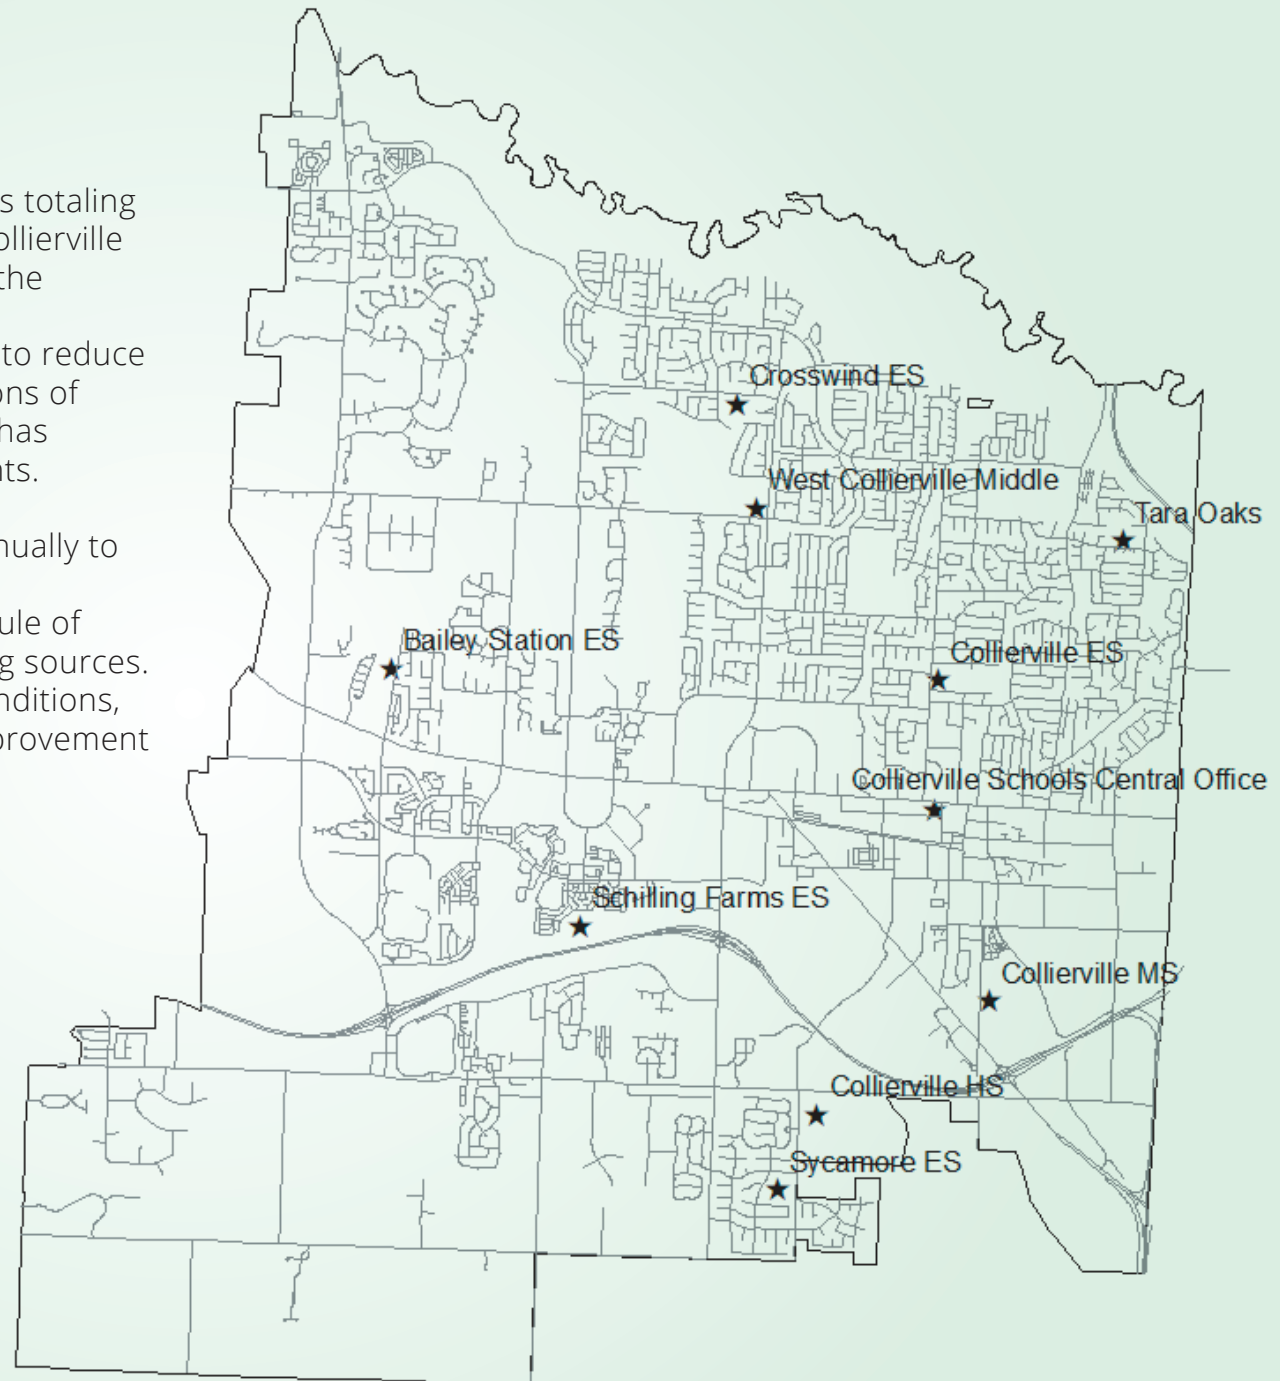 s totaling
ollierville
the
to reduce
ons of
has
nts.
nually to
ule of
g sources.
nditions,
provement
Crosswind ES
West Collierville Middle
Tara Oaks
Bailey Station ES
Collierville ES
Collierville Schools Central Office
Schilling Farms ES
Collierville MS
Collierville HS
Sycamore ES